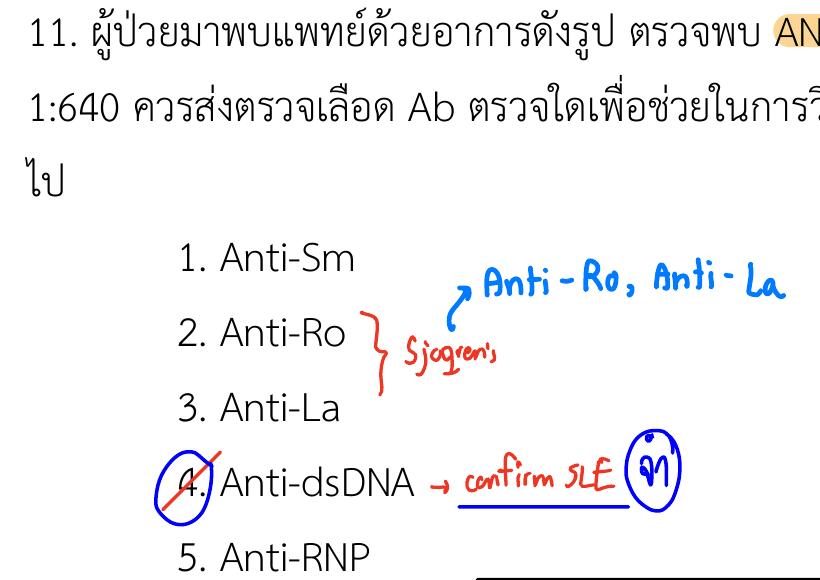 11. ผู้ป่วยมาพบแพทย์ด้วยอาการดังรูป ตรวจพบ AN
1:640 ควรส่งตรวจเลือด Ab ตรวจใดเพื่อช่วยในการวิ
ไป
1. Anti-Sm
Anti-Ro, Anti-La
2. Anti-Ro
Sjogren's
3. Anti-La
4. Anti-dsDNA → confirm SLE จำ
5. Anti-RNP